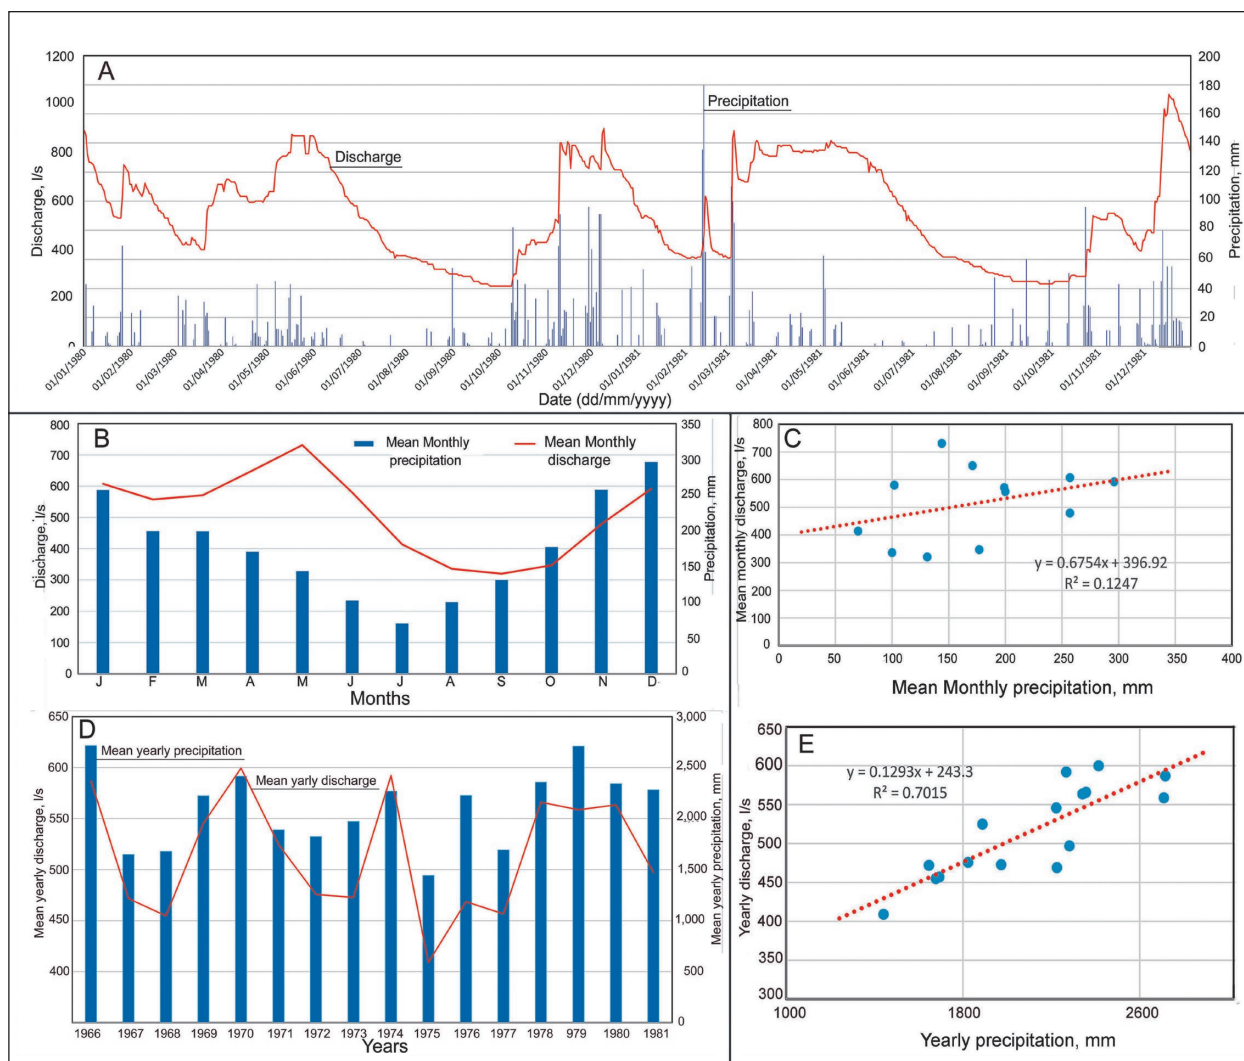 A
1200
1000
800
600
400
200
0
Discharge, l/s
Discharge
Precipitation
200
180
160
140
120
100
80
60
40
20
0
Precipitation, mm
01/01/1980
01/02/1980
01/03/1980
01/04/1980
01/05/1980
01/06/1980
01/07/1980
01/08/1980
01/09/1980
01/10/1980
01/11/1980
01/12/1980
01/01/1981
01/02/1981
01/03/1981
01/04/1981
01/05/1981
01/06/1981
01/07/1981
01/08/1981
01/09/1981
01/10/1981
01/11/1981
01/12/1981
Date (dd/mm/yyyy)
B
800
700
600
500
400
300
200
100
0
Discharge, l/s
Mean Monthly
precipitation
Mean Monthly
discharge
350
300
250
200
150
100
50
0
Precipitation, mm
J F M A M J J A S O N D
Months
C
800
700
600
500
400
300
200
100
0
Mean monthly discharge, l/s
y = 0.6754x + 396.92
R² = 0.1247
0 50 100 150 200 250 300 350 400
Mean Monthly precipitation, mm
D
650
600
550
500
450
400
Mean yearly discharge, l/s
Mean yearly precipitation
Mean yarly discharge
3,000
2,500
2,000
1,500
1,000
500
0
Mean yearly precipitation, mm
1966 1967 1968 1969 1970 1971 1972 1973 1974 1975 1976 1977 1978 979 1980 1981
Years
E
650
600
550
500
450
400
350
300
Yearly discharge, l/s
y = 0.1293x + 243.3
R² = 0.7015
1000 1800 2600
Yearly precipitation, mm